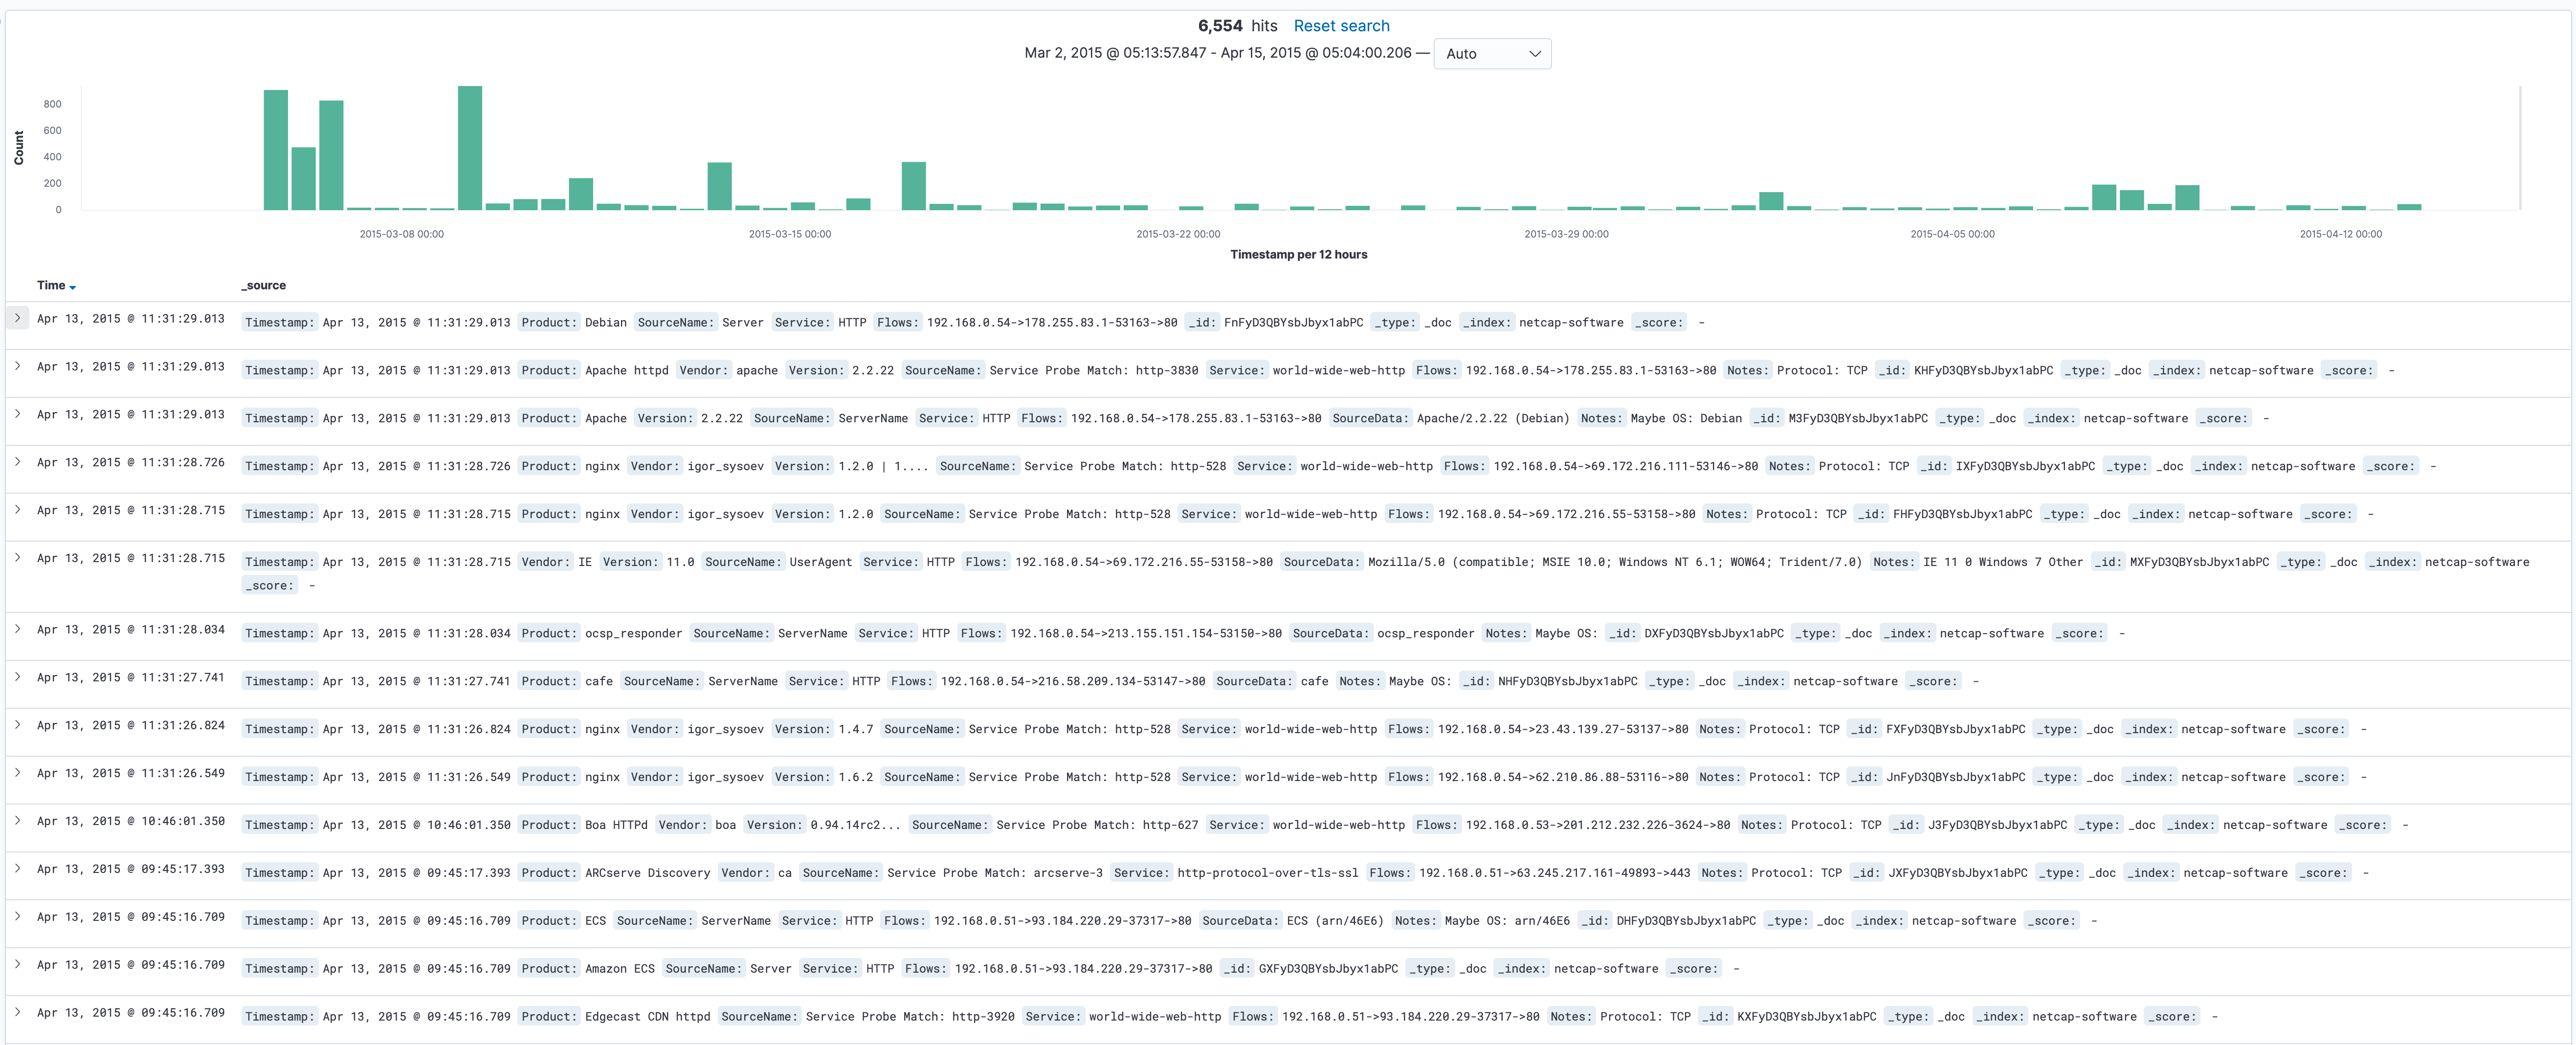 6,554 hits Reset search
Mar 2, 2015 @ 05:13:57.847 - Apr 15, 2015 @ 05:04:00.206 — Auto
Count
800
600
400
200
0
2015-03-08 00:00 2015-03-15 00:00 2015-03-22 00:00 2015-03-29 00:00 2015-04-05 00:00 2015-04-12 00:00
Timestamp per 12 hours
Time _source
Apr 13, 2015 @ 11:31:29.013 Timestamp: Apr 13, 2015 @ 11:31:29.013 Product: Debian SourceName: Server Service: HTTP Flows: 192.168.0.54->178.255.83.1-53163->80 _id: FnFyD3QBYsbJbyx1abPC _type: _doc _index: netcap-software _score: -
Apr 13, 2015 @ 11:31:29.013 Timestamp: Apr 13, 2015 @ 11:31:29.013 Product: Apache httpd Vendor: apache Version: 2.2.22 SourceName: Service Probe Match: http-3830 Service: world-wide-web-http Flows: 192.168.0.54->178.255.83.1-53163->80 Notes: Protocol: TCP _id: KHFyD3QBYsbJbyx1abPC _type: _doc _index: netcap-software _score: -
Apr 13, 2015 @ 11:31:29.013 Timestamp: Apr 13, 2015 @ 11:31:29.013 Product: Apache Version: 2.2.22 SourceName: ServerName Service: HTTP Flows: 192.168.0.54->178.255.83.1-53163->80 SourceData: Apache/2.2.22 (Debian) Notes: Maybe OS: Debian _id: M3FyD3QBYsbJbyx1abPC _type: _doc _index: netcap-software _score: -
Apr 13, 2015 @ 11:31:28.726 Timestamp: Apr 13, 2015 @ 11:31:28.726 Product: nginx Vendor: igor_sysoev Version: 1.2.0 | 1.... SourceName: Service Probe Match: http-528 Service: world-wide-web-http Flows: 192.168.0.54->69.172.216.111-53146->80 Notes: Protocol: TCP _id: IXFyD3QBYsbJbyx1abPC _type: _doc _index: netcap-software _score: -
Apr 13, 2015 @ 11:31:28.715 Timestamp: Apr 13, 2015 @ 11:31:28.715 Product: nginx Vendor: igor_sysoev Version: 1.2.0 SourceName: Service Probe Match: http-528 Service: world-wide-web-http Flows: 192.168.0.54->69.172.216.55-53158->80 Notes: Protocol: TCP _id: FHFyD3QBYsbJbyx1abPC _type: _doc _index: netcap-software _score: -
Apr 13, 2015 @ 11:31:28.715 Timestamp: Apr 13, 2015 @ 11:31:28.715 Vendor: IE Version: 11.0 SourceName: UserAgent Service: HTTP Flows: 192.168.0.54->69.172.216.55-53158->80 SourceData: Mozilla/5.0 (compatible; MSIE 10.0; Windows NT 6.1; WOW64; Trident/7.0) Notes: IE 11 0 Windows 7 Other _id: MXFyD3QBYsbJbyx1abPC _type: _doc _index: netcap-software
_score: -
Apr 13, 2015 @ 11:31:28.034 Timestamp: Apr 13, 2015 @ 11:31:28.034 Product: ocsp_responder SourceName: ServerName Service: HTTP Flows: 192.168.0.54->213.155.151.154-53150->80 SourceData: ocsp_responder Notes: Maybe OS: _id: DXFyD3QBYsbJbyx1abPC _type: _doc _index: netcap-software _score: -
Apr 13, 2015 @ 11:31:27.741 Timestamp: Apr 13, 2015 @ 11:31:27.741 Product: cafe SourceName: ServerName Service: HTTP Flows: 192.168.0.54->216.58.209.134-53147->80 SourceData: cafe Notes: Maybe OS: _id: NHFyD3QBYsbJbyx1abPC _type: _doc _index: netcap-software _score: -
Apr 13, 2015 @ 11:31:26.824 Timestamp: Apr 13, 2015 @ 11:31:26.824 Product: nginx Vendor: igor_sysoev Version: 1.4.7 SourceName: Service Probe Match: http-528 Service: world-wide-web-http Flows: 192.168.0.54->23.43.139.27-53137->80 Notes: Protocol: TCP _id: FXFyD3QBYsbJbyx1abPC _type: _doc _index: netcap-software _score: -
Apr 13, 2015 @ 11:31:26.549 Timestamp: Apr 13, 2015 @ 11:31:26.549 Product: nginx Vendor: igor_sysoev Version: 1.6.2 SourceName: Service Probe Match: http-528 Service: world-wide-web-http Flows: 192.168.0.54->62.210.86.88-53116->80 Notes: Protocol: TCP _id: JnFyD3QBYsbJbyx1abPC _type: _doc _index: netcap-software _score: -
Apr 13, 2015 @ 10:46:01.350 Timestamp: Apr 13, 2015 @ 10:46:01.350 Product: Boa HTTPd Vendor: boa Version: 0.94.14rc2... SourceName: Service Probe Match: http-627 Service: world-wide-web-http Flows: 192.168.0.53->201.212.232.226-3624->80 Notes: Protocol: TCP _id: J3FyD3QBYsbJbyx1abPC _type: _doc _index: netcap-software _score: -
Apr 13, 2015 @ 09:45:17.393 Timestamp: Apr 13, 2015 @ 09:45:17.393 Product: ARCserve Discovery Vendor: ca SourceName: Service Probe Match: arcserve-3 Service: http-protocol-over-tls-ssl Flows: 192.168.0.51->63.245.217.161-49893->443 Notes: Protocol: TCP _id: JXFyD3QBYsbJbyx1abPC _type: _doc _index: netcap-software _score: -
Apr 13, 2015 @ 09:45:16.709 Timestamp: Apr 13, 2015 @ 09:45:16.709 Product: ECS SourceName: ServerName Service: HTTP Flows: 192.168.0.51->93.184.220.29-37317->80 SourceData: ECS (arn/46E6) Notes: Maybe OS: arn/46E6 _id: DHFyD3QBYsbJbyx1abPC _type: _doc _index: netcap-software _score: -
Apr 13, 2015 @ 09:45:16.709 Timestamp: Apr 13, 2015 @ 09:45:16.709 Product: Amazon ECS SourceName: Server Service: HTTP Flows: 192.168.0.51->93.184.220.29-37317->80 _id: GXFyD3QBYsbJbyx1abPC _type: _doc _index: netcap-software _score: -
Apr 13, 2015 @ 09:45:16.709 Timestamp: Apr 13, 2015 @ 09:45:16.709 Product: Edgecast CDN httpd SourceName: Service Probe Match: http-3920 Service: world-wide-web-http Flows: 192.168.0.51->93.184.220.29-37317->80 Notes: Protocol: TCP _id: KXFyD3QBYsbJbyx1abPC _type: _doc _index: netcap-software _score: -